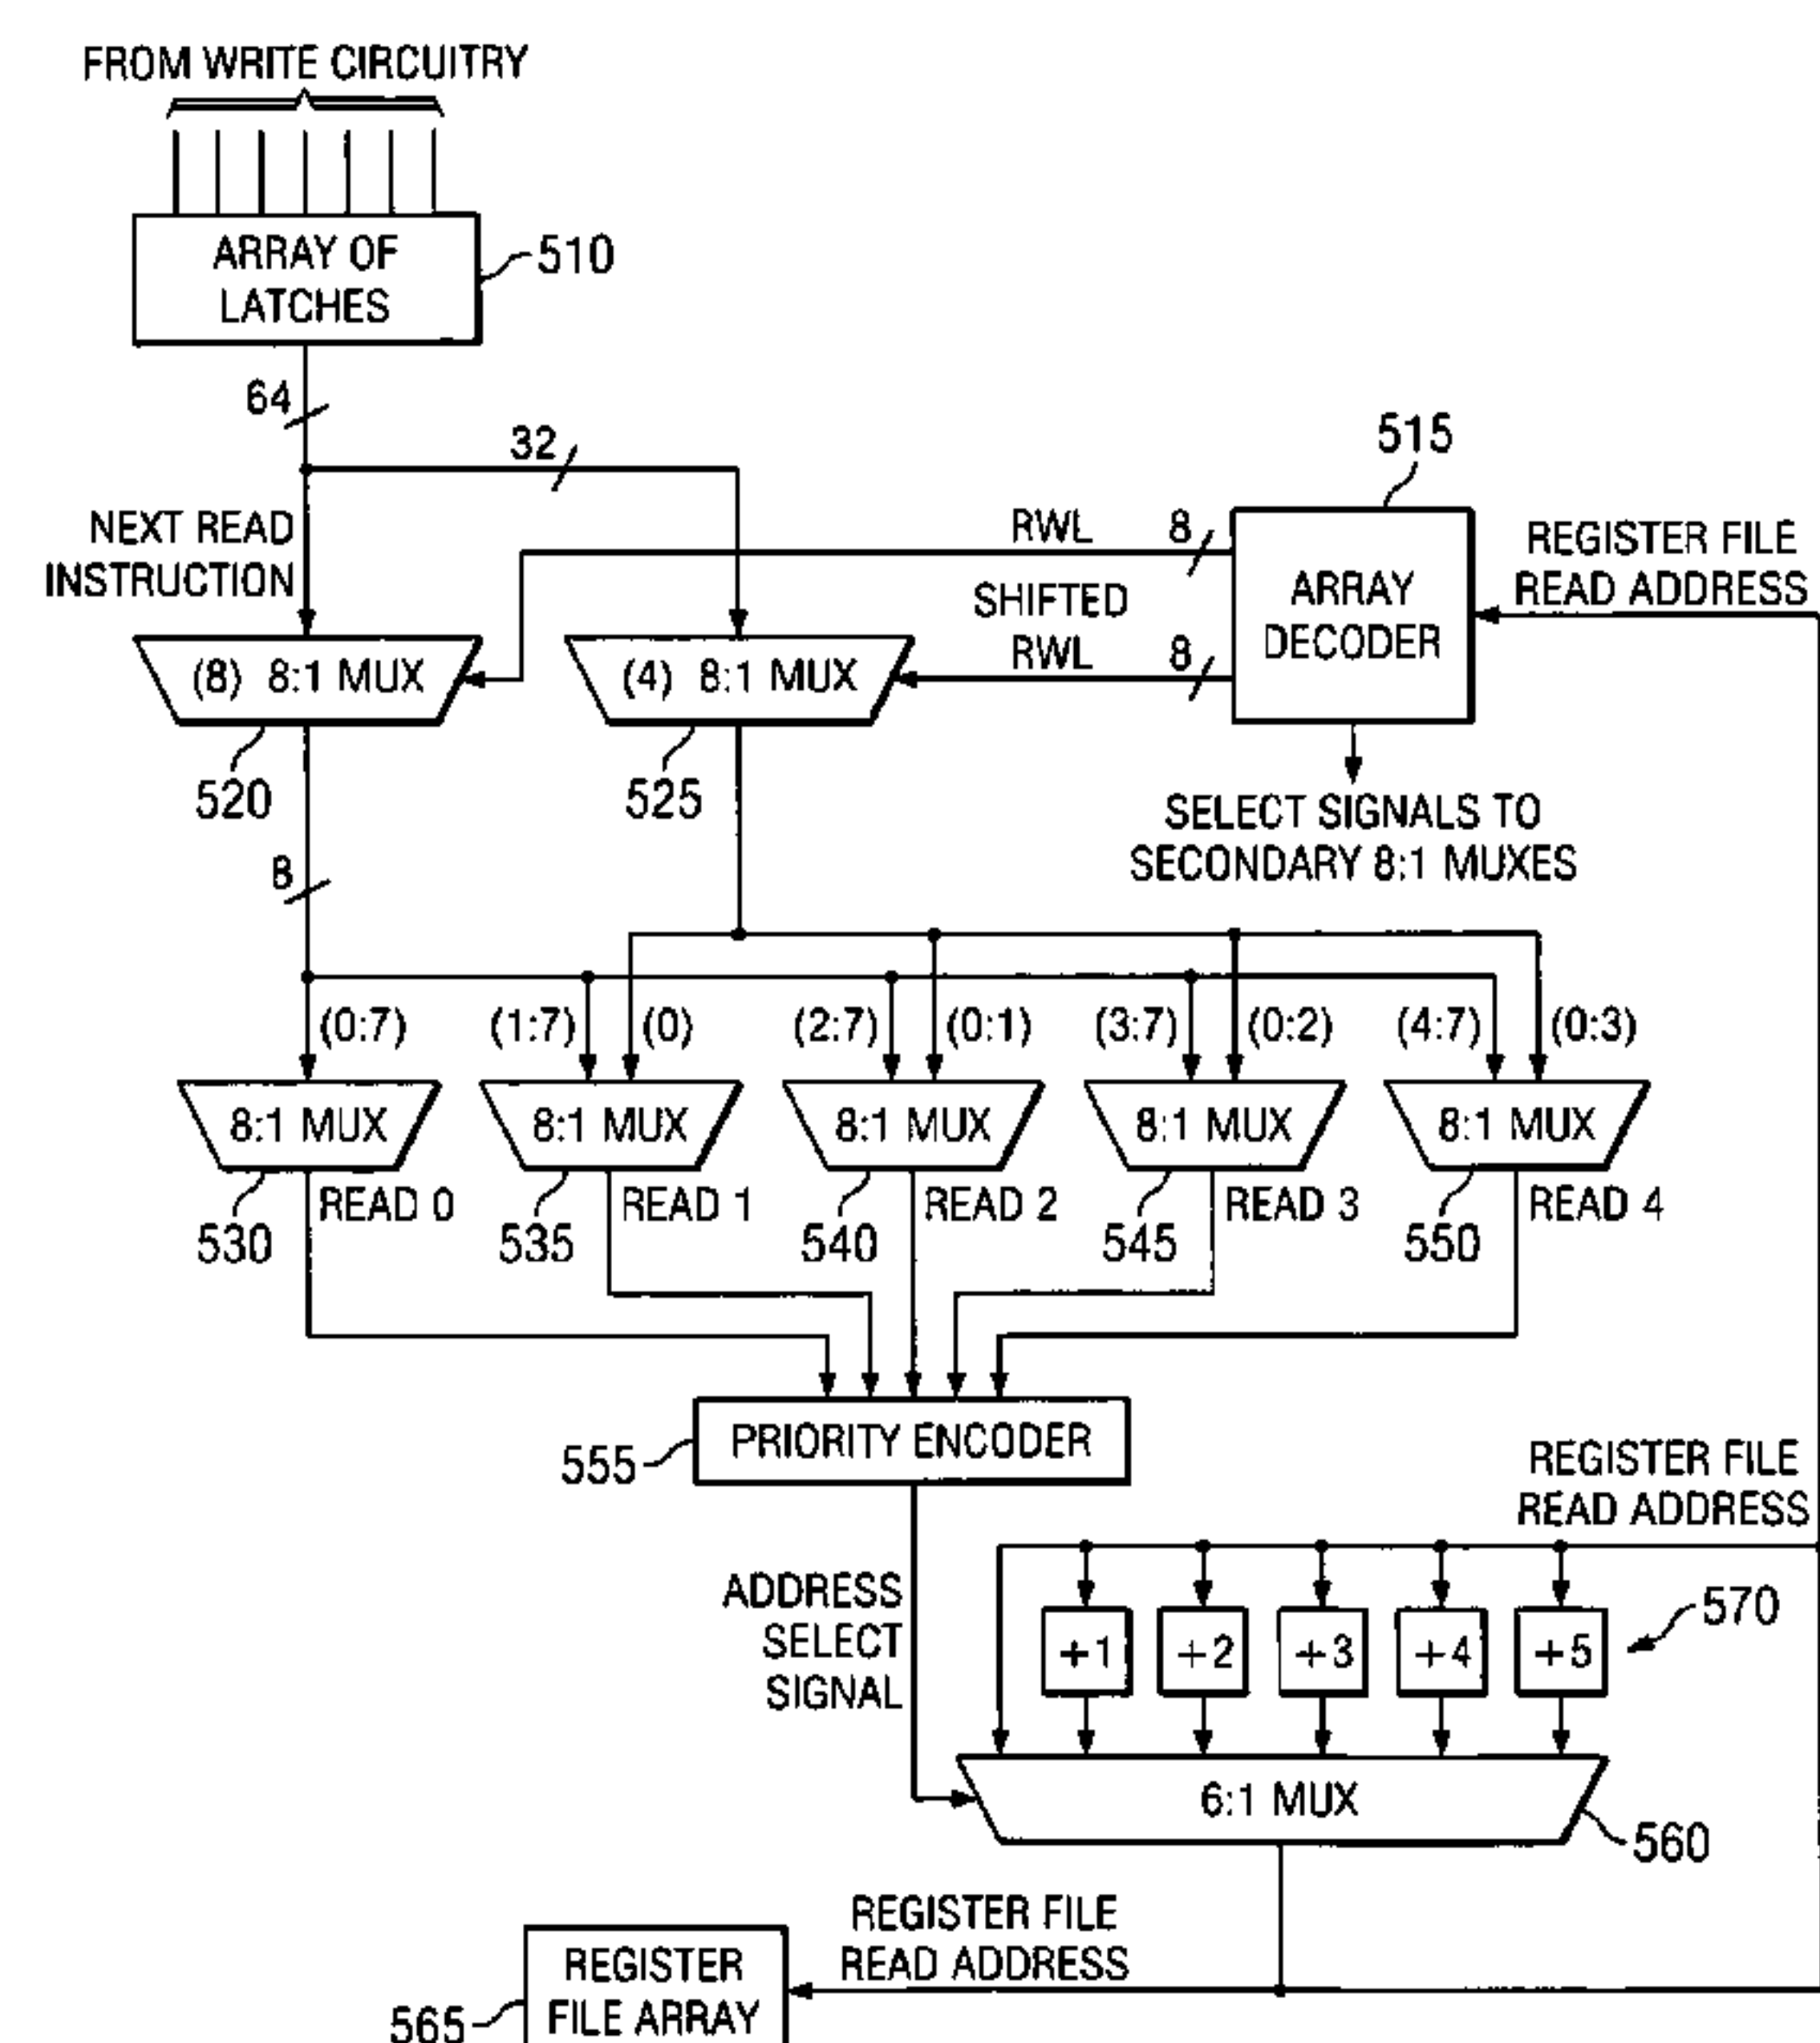 FROM WRITE CIRCUITRY
ARRAY OF
LATCHES
510
64
32
515
NEXT READ
INSTRUCTION
RWL
8
SHIFTED
RWL
8
ARRAY
DECODER
REGISTER FILE
READ ADDRESS
(8) 8:1 MUX
(4) 8:1 MUX
520
525
SELECT SIGNALS TO
SECONDARY 8:1 MUXES
8
(0:7)
(1:7)
(0)
(2:7)
(0:1)
(3:7)
(0:2)
(4:7)
(0:3)
8:1 MUX
8:1 MUX
8:1 MUX
8:1 MUX
8:1 MUX
READ 0
READ 1
READ 2
READ 3
READ 4
530
535
540
545
550
PRIORITY ENCODER
555
REGISTER FILE
READ ADDRESS
ADDRESS
SELECT
SIGNAL
+1
+2
+3
+4
+5
570
6:1 MUX
560
REGISTER FILE
READ ADDRESS
REGISTER
FILE ARRAY
565